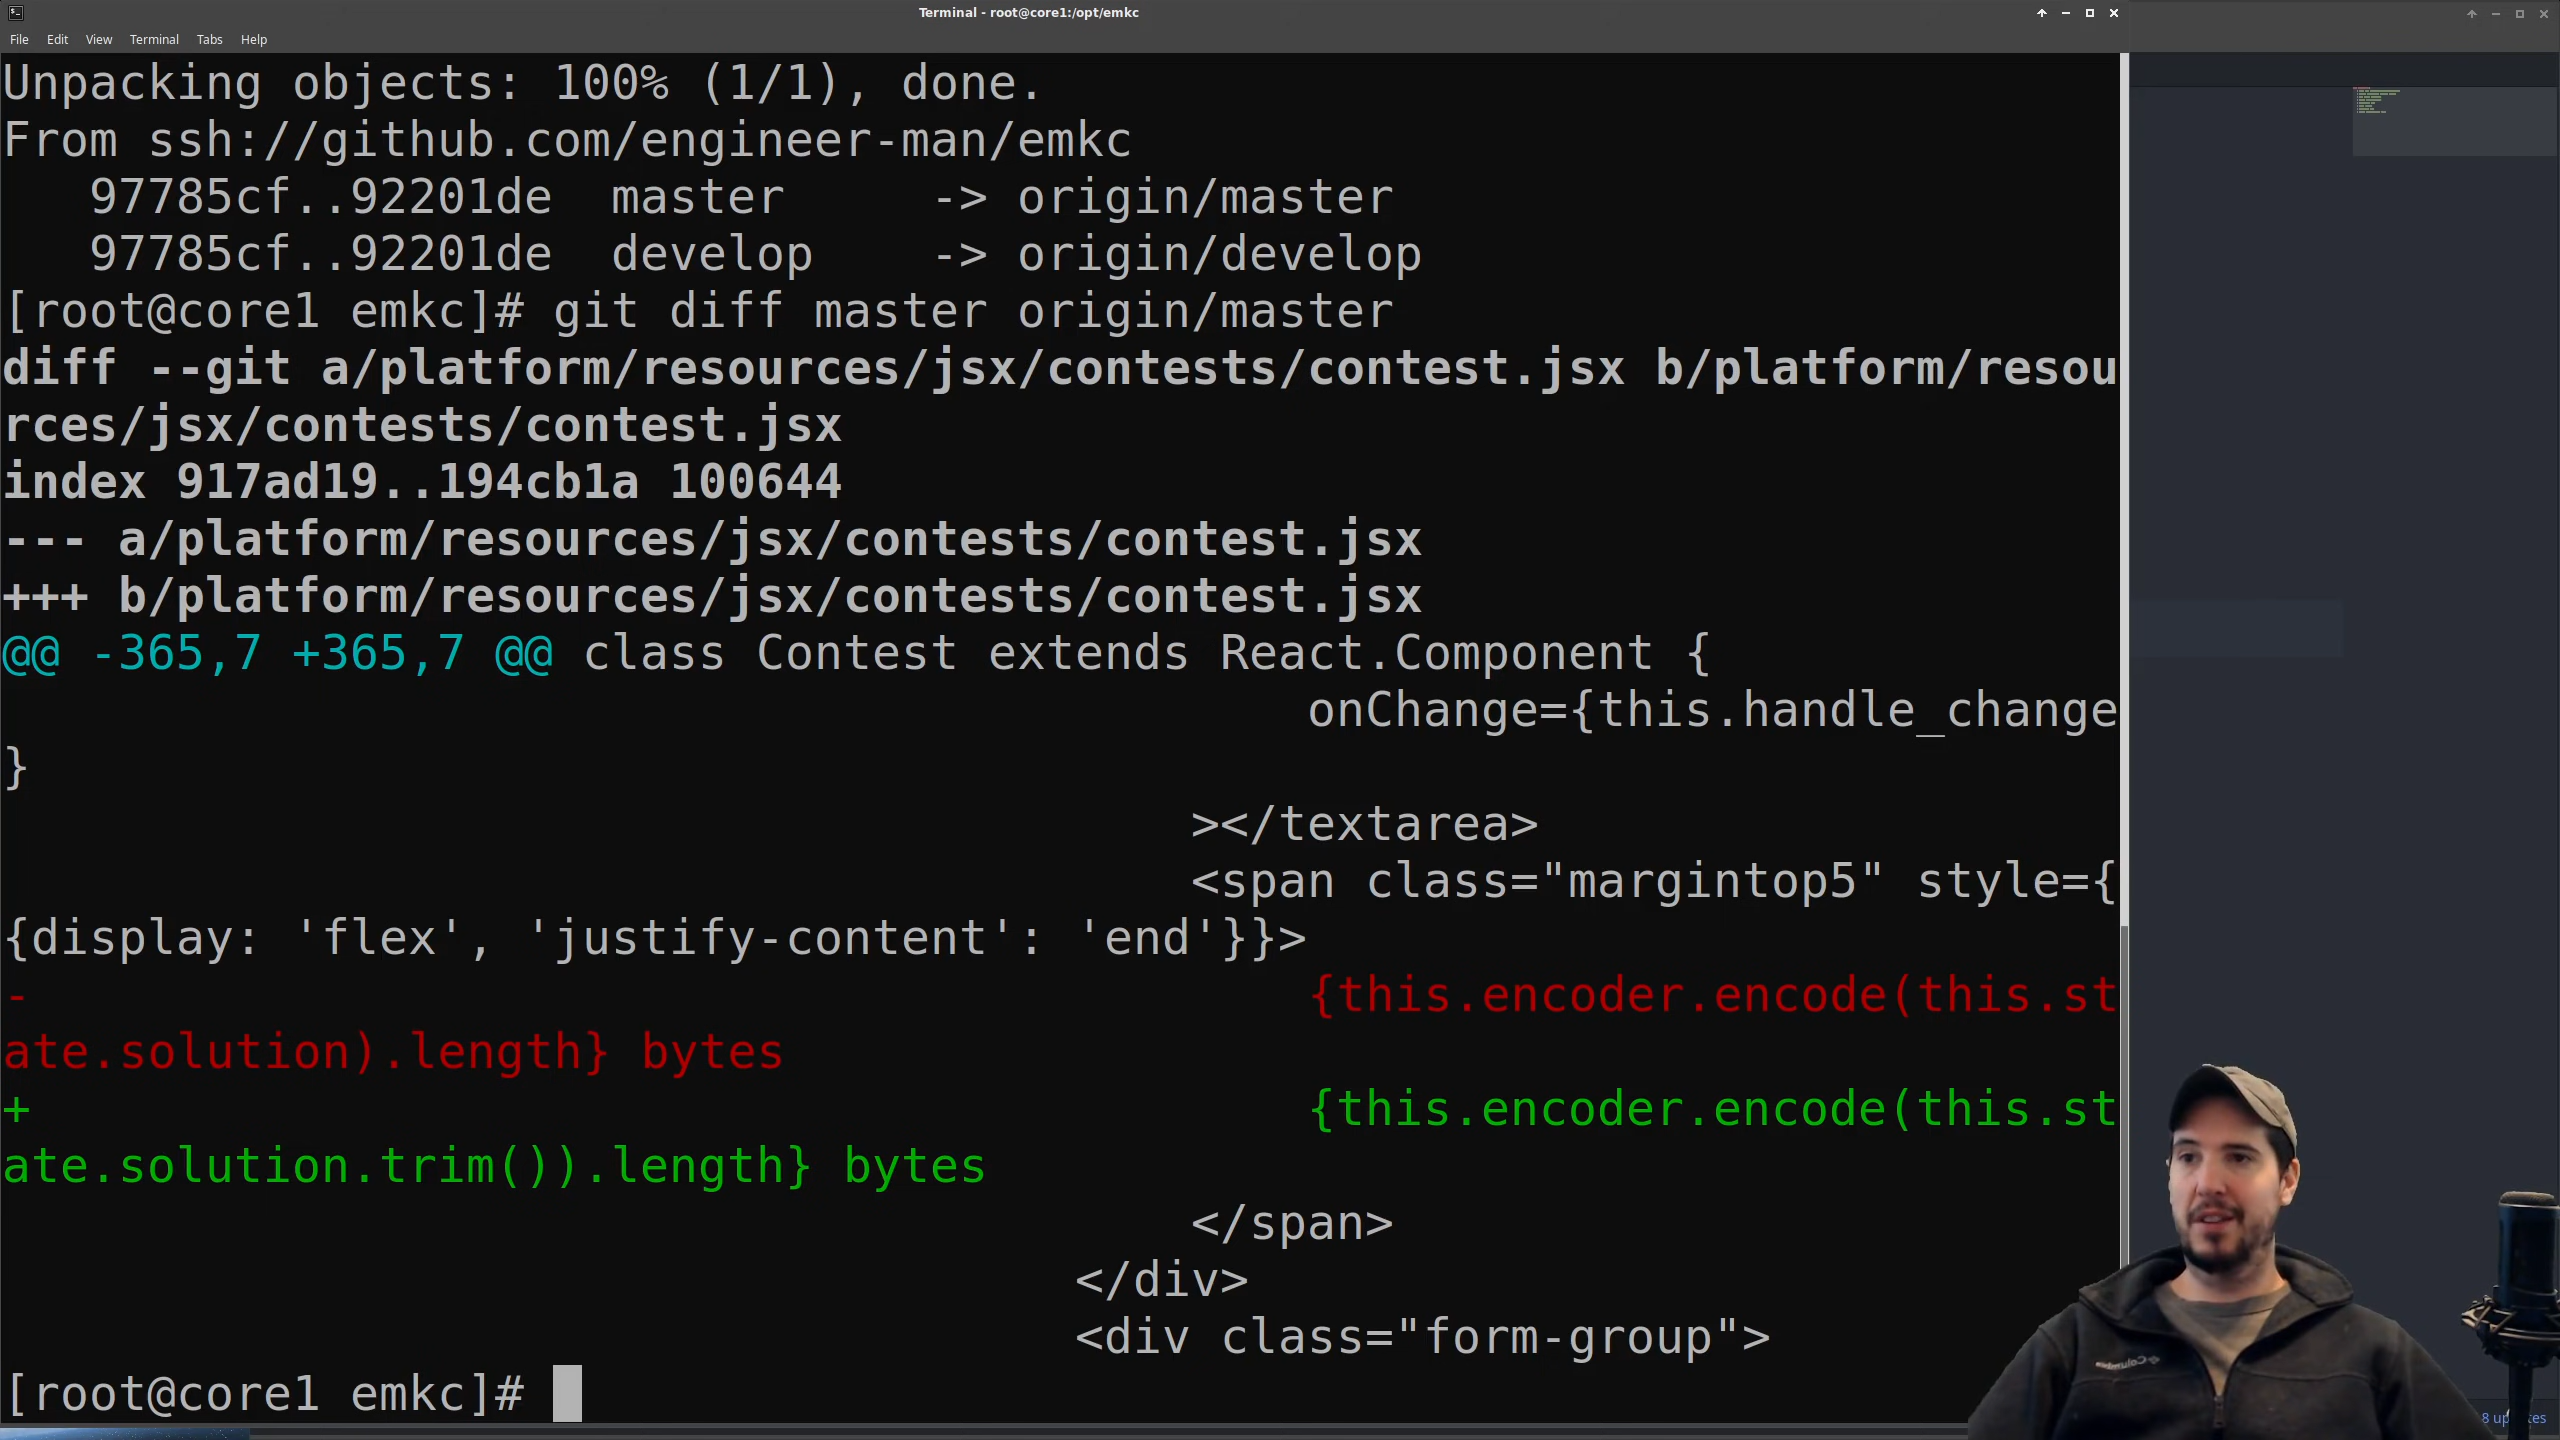 Terminal - root@core1:/opt/emkc
File Edit View Terminal Tabs Help
Unpacking objects: 100% (1/1), done.
From ssh://github.com/engineer-man/emkc
   97785cf..92201de  master     -> origin/master
   97785cf..92201de  develop    -> origin/develop
[root@core1 emkc]# git diff master origin/master
diff --git a/platform/resources/jsx/contests/contest.jsx b/platform/resou
rces/jsx/contests/contest.jsx
index 917ad19..194cb1a 100644
--- a/platform/resources/jsx/contests/contest.jsx
+++ b/platform/resources/jsx/contests/contest.jsx
@@ -365,7 +365,7 @@ class Contest extends React.Component {
                                             onChange={this.handle_change
}
                                         ></textarea>
                                         <span class="margintop5" style={
{display: 'flex', 'justify-content': 'end'}}>
-                                            {this.encoder.encode(this.st
ate.solution).length} bytes
+                                            {this.encoder.encode(this.st
ate.solution.trim()).length} bytes
                                         </span>
                                     </div>
                                     <div class="form-group">
[root@core1 emkc]#
Columbia